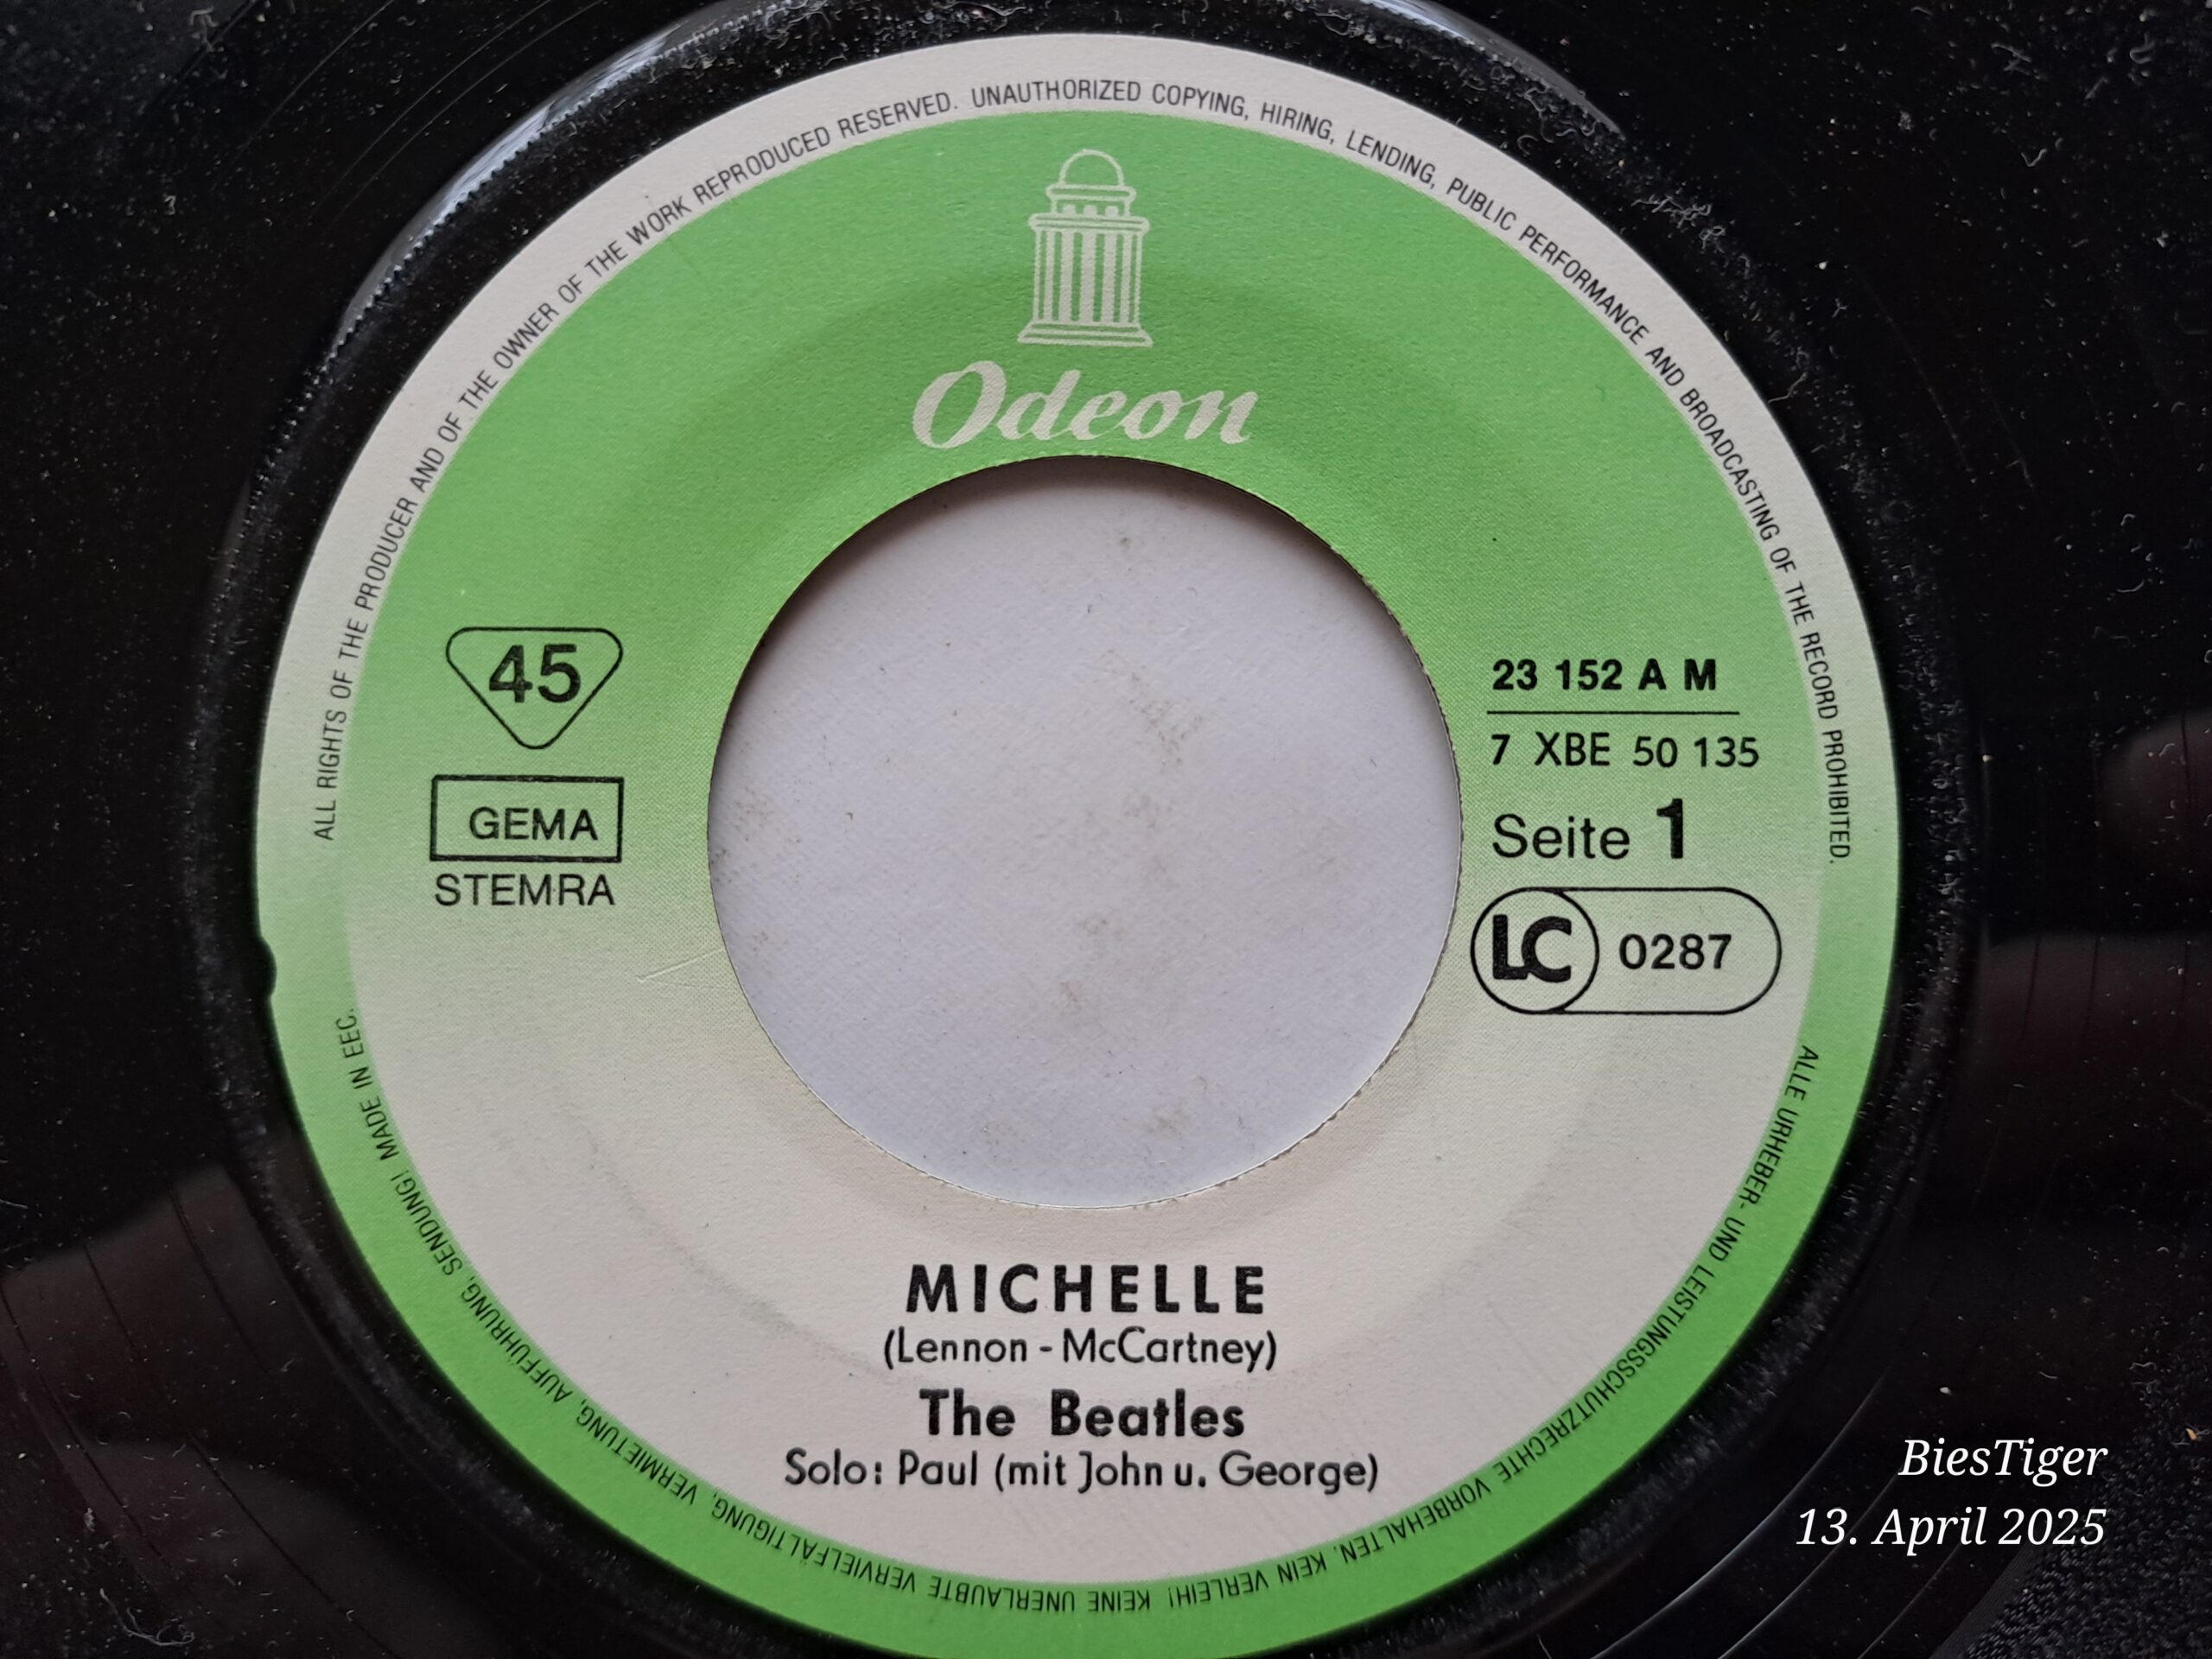 ALL RIGHTS OF THE PRODUCER AND OF THE OWNER OF THE WORK REPRODUCED RESERVED. UNAUTHORIZED COPYING, HIRING, LENDING, PUBLIC PERFORMANCE AND BROADCASTING OF THE RECORD PROHIBITED.
Odeon
45
GEMA
STEMRA
23 152 A M
7 XBE 50 135
Seite 1
LC 0287
MICHELLE
(Lennon - McCartney)
The Beatles
Solo: Paul (mit John u. George)
ALLE URHEBER- UND LEISTUNGSSCHUTZRECHTE VORBEHALTEN. KEIN VERLEIH! KEINE UNERLAUBTE VERVIELFÄLTIGUNG, VERMIETUNG, AUFFÜHRUNG, SENDUNG! MADE IN EEC.
BiesTiger
13. April 2025